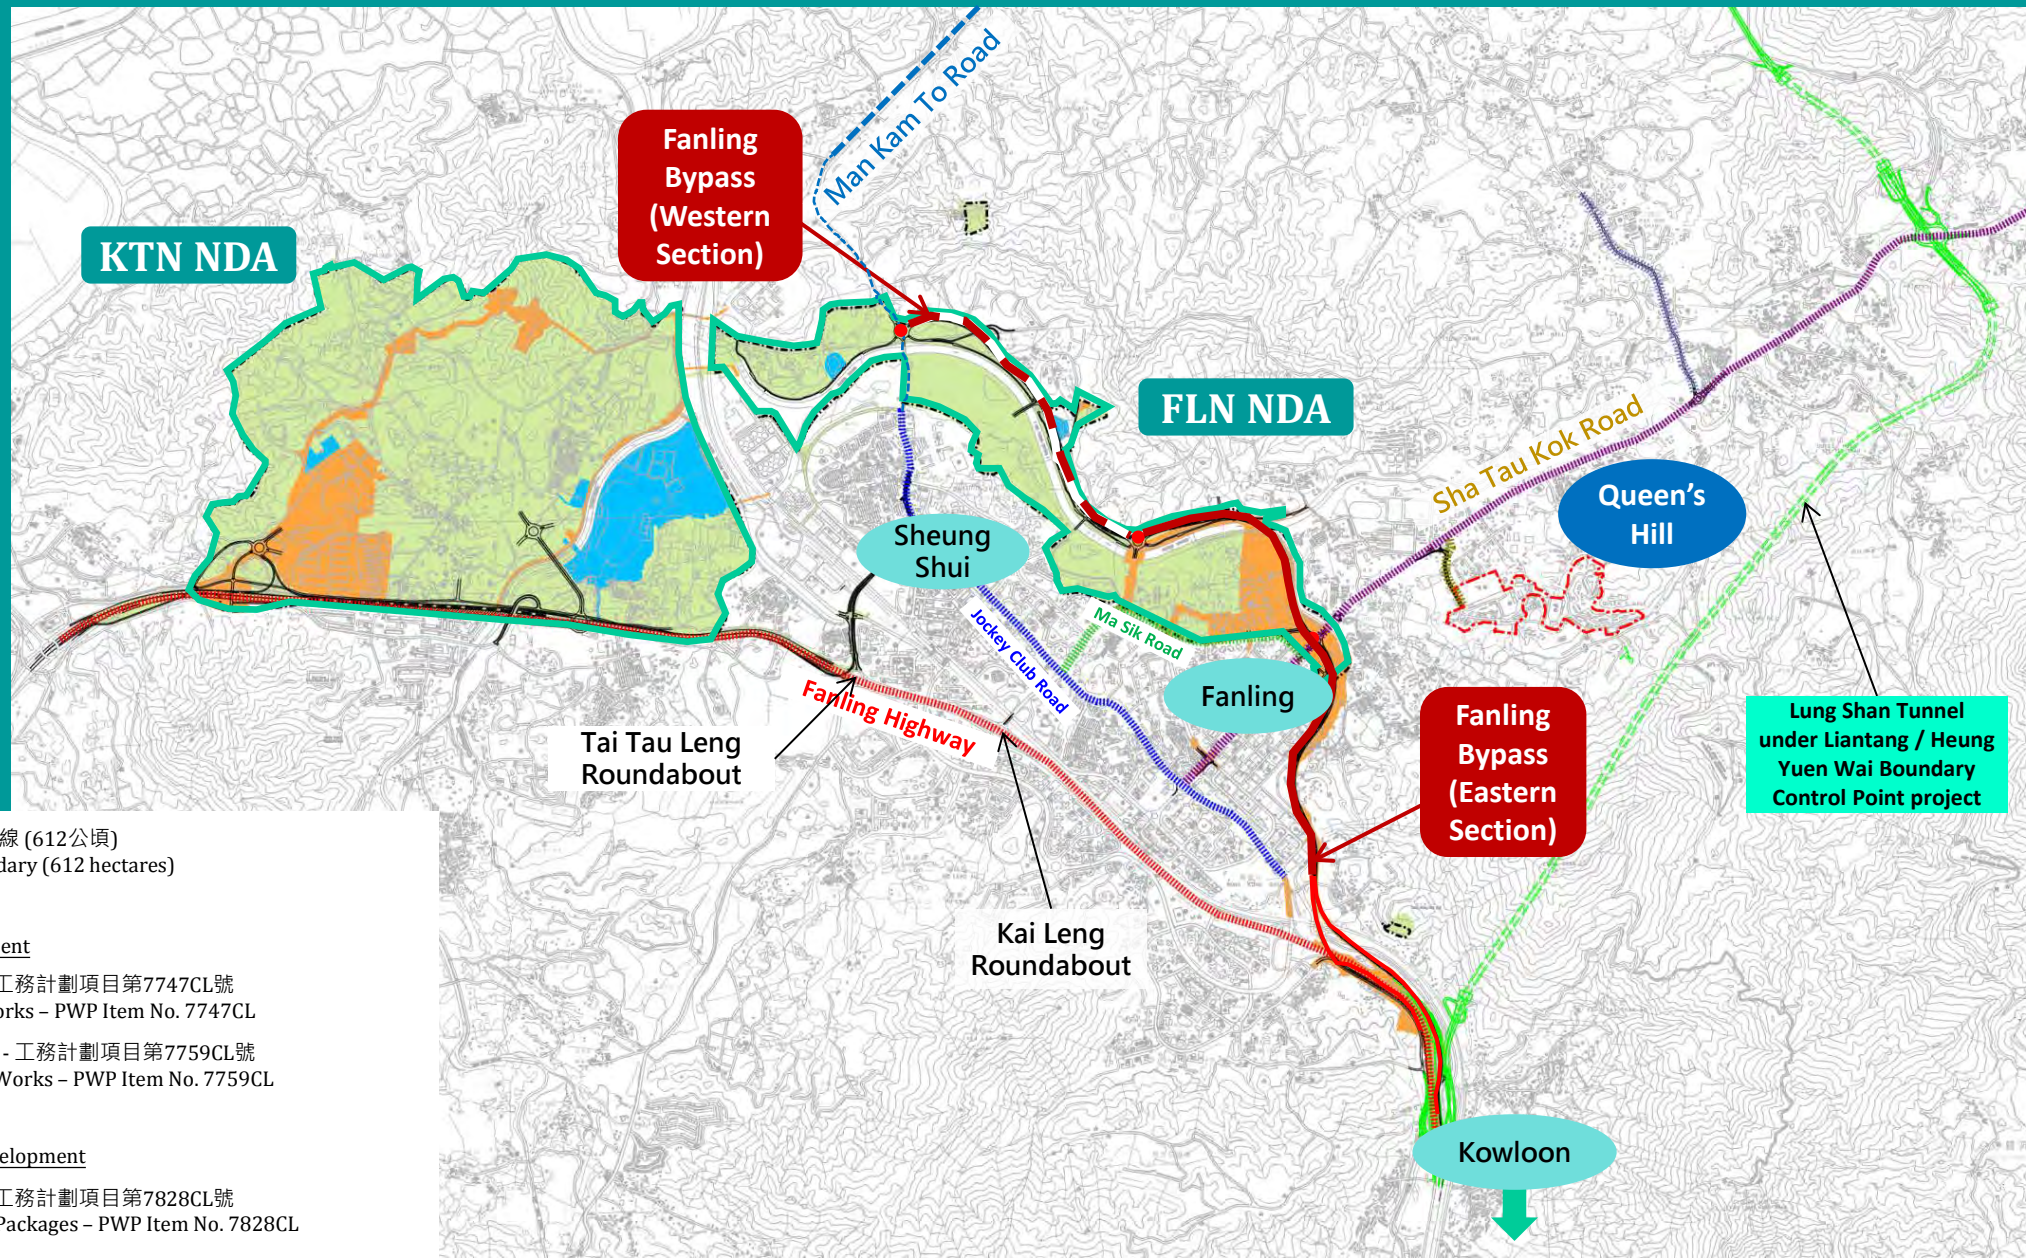 Man Kam To Road
Fanling
Bypass
(Western
Section)
KTN NDA
FLN NDA
Sha Tau Kok Road
Queen's
Hill
Sheung
Shui
Jockey Club Road
Ma Sik Road
Fanling
Fanling Highway
Tai Tau Leng
Roundabout
Kai Leng
Roundabout
Fanling
Bypass
(Eastern
Section)
Lung Shan Tunnel
under Liantang / Heung
Yuen Wai Boundary
Control Point project
Kowloon
線 (612公頃)
dary (612 hectares)
ent
工務計劃項目第7747CL號
orks – PWP Item No. 7747CL
- 工務計劃項目第7759CL號
Works – PWP Item No. 7759CL
elopment
工務計劃項目第7828CL號
Packages – PWP Item No. 7828CL